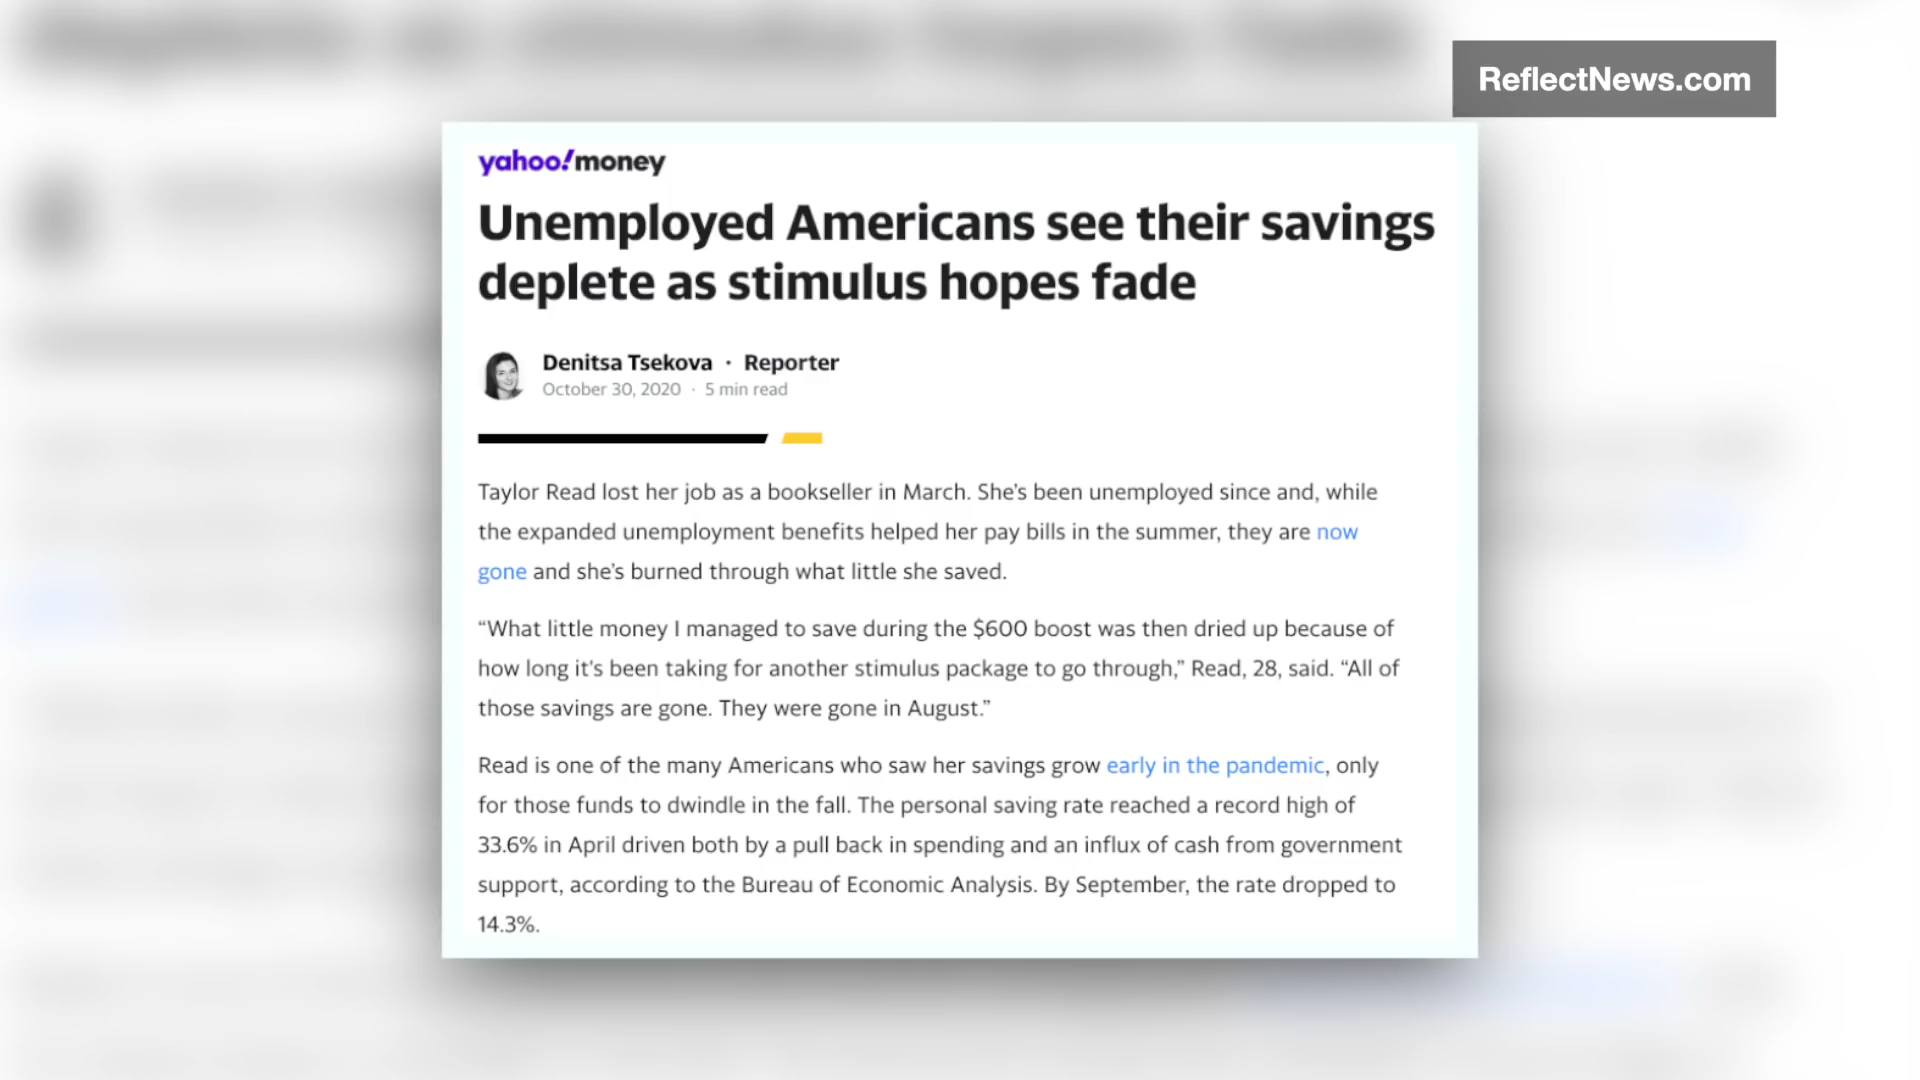 ReflectNews.com
yahoo!money
Unemployed Americans see their savings
deplete as stimulus hopes fade
Denitsa Tsekova · Reporter
October 30, 2020 · 5 min read
Taylor Read lost her job as a bookseller in March. She’s been unemployed since and, while
the expanded unemployment benefits helped her pay bills in the summer, they are now
gone and she’s burned through what little she saved.
“What little money I managed to save during the $600 boost was then dried up because of
how long it's been taking for another stimulus package to go through,” Read, 28, said. “All of
those savings are gone. They were gone in August.”
Read is one of the many Americans who saw her savings grow early in the pandemic, only
for those funds to dwindle in the fall. The personal saving rate reached a record high of
33.6% in April driven both by a pull back in spending and an influx of cash from government
support, according to the Bureau of Economic Analysis. By September, the rate dropped to
14.3%.